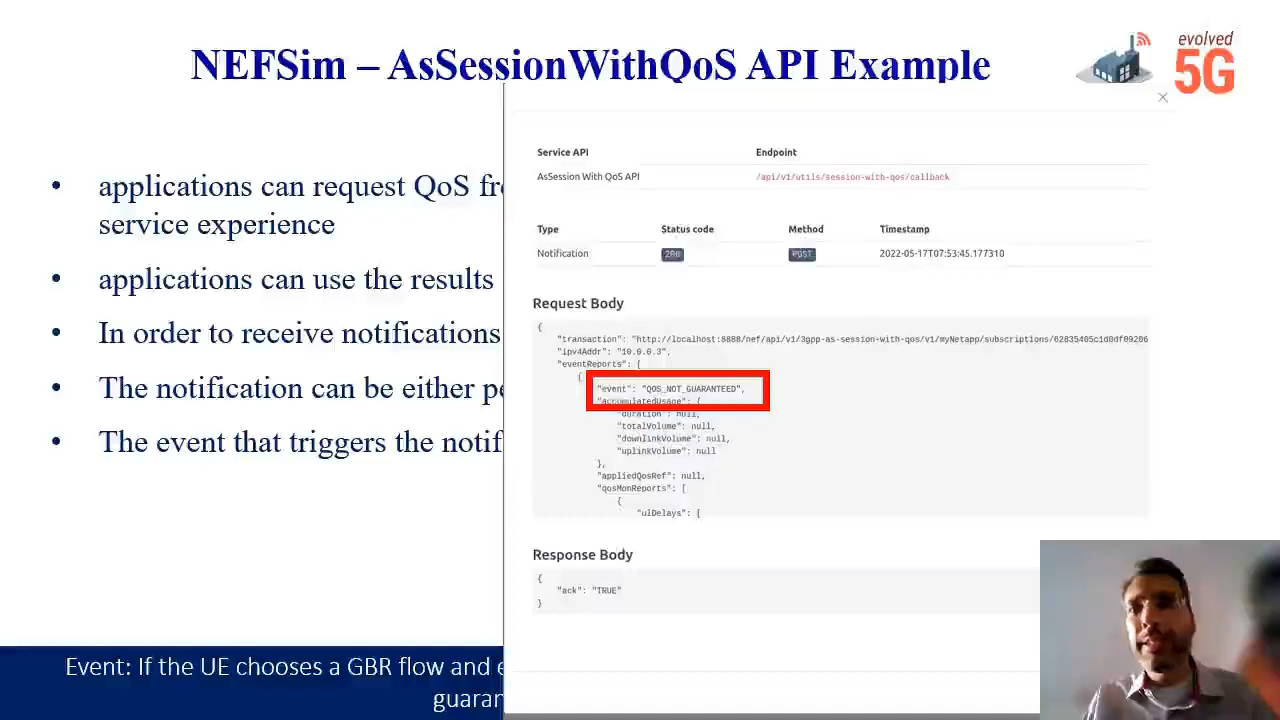 NEFSim – AsSessionWithQoS API Example
evolved
5G
applications can request QoS
service experience
applications can use the results
In order to receive notifications
The notification can be either
The event that triggers the
Event: If the UE chooses a GBR flow and
Service API Endpoint
AsSession With QoS API /api/v1/utils/session-with-qos/callback
Type Status code Method Timestamp
Notification 200 POST 2022-05-17T07:53:45.177310
Request Body
{
"transaction": "http://localhost:8888/nef/api/v1/3gpp-as-session-with-qos/v1/myNetapp/subscriptions/62835405c1d0df09206
"ipv4Addr": "10.0.0.3",
"eventReports": [
{
"event": "QOS_NOT_GUARANTEED",
"accumulatedUsage": {
"duration": null,
"totalVolume": null,
"downlinkVolume": null,
"uplinkVolume": null
},
"appliedQosRef": null,
"qosMonReports": [
{
"ulDelays": [
Response Body
{
"ack": "TRUE"
}